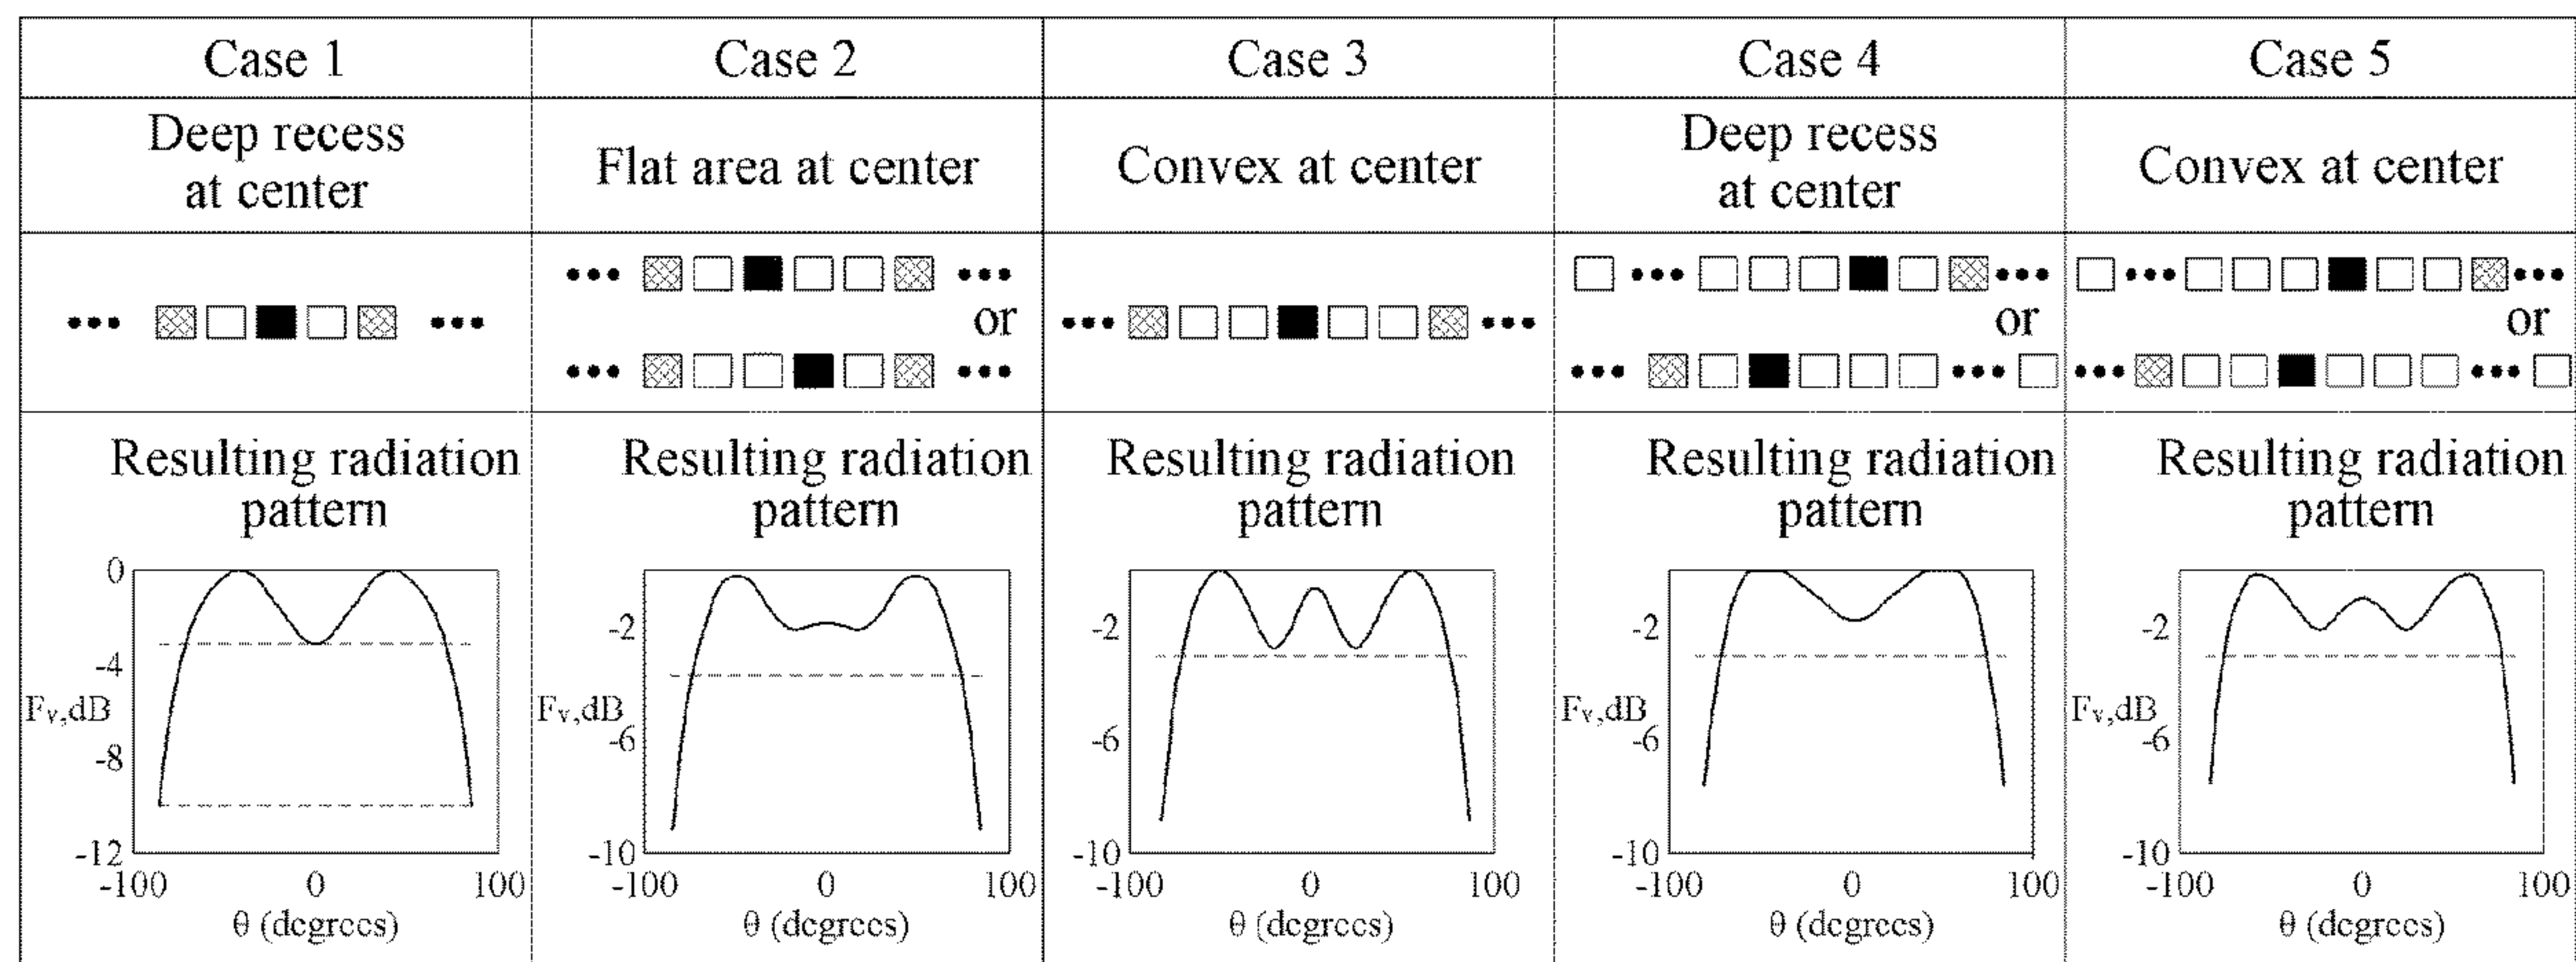 Case 1
Case 2
Case 3
Case 4
Case 5
Deep recess
at center
Flat area at center
Convex at center
Deep recess
at center
Convex at center
or
or
or
Resulting radiation
pattern
Resulting radiation
pattern
Resulting radiation
pattern
Resulting radiation
pattern
Resulting radiation
pattern
0
-4
Fv,dB
-8
-12
-100 0 100
θ (degrees)
-2
Fv,dB
-6
-10
-100 0 100
θ (degrees)
-2
-6
-10
-100 0 100
θ (degrees)
-2
Fv,dB
-6
-10
-100 0 100
θ (degrees)
-2
Fv,dB
-6
-10
-100 0 100
θ (degrees)